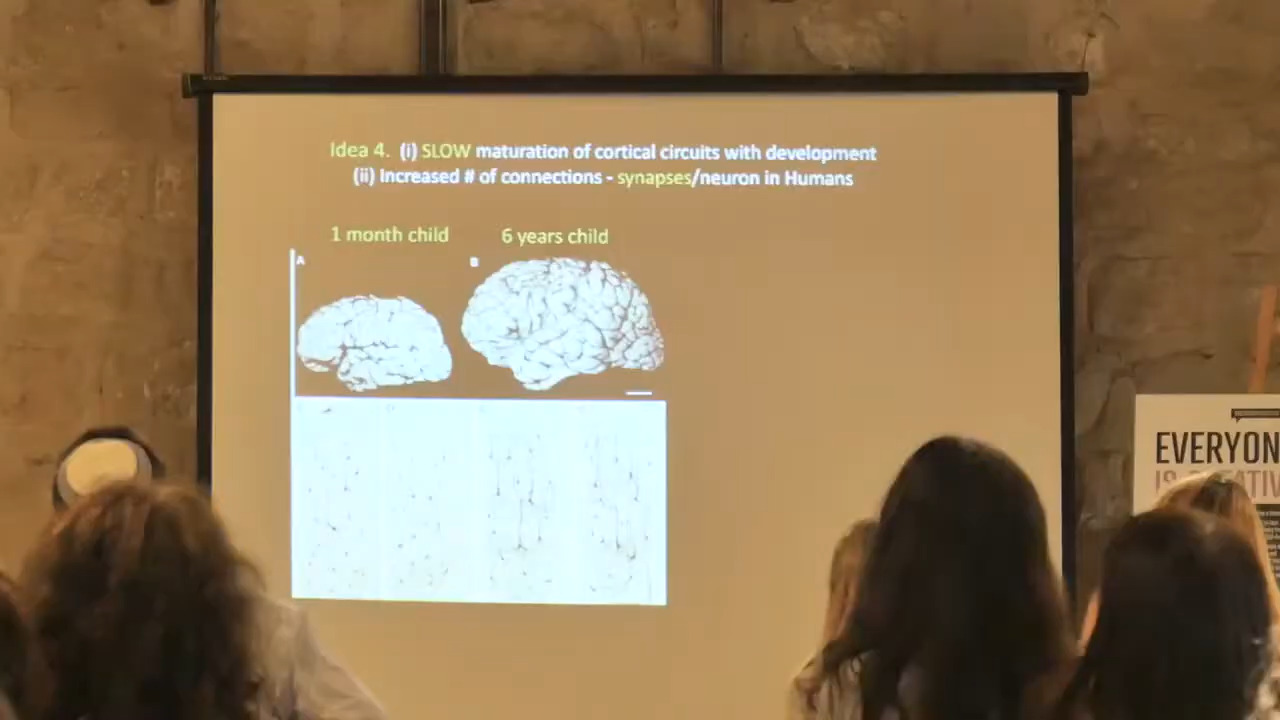 Idea 4. (i) SLOW maturation of cortical circuits with development
(ii) Increased # of connections - synapses/neuron in Humans
1 month child
6 years child
A
B
EVERYON